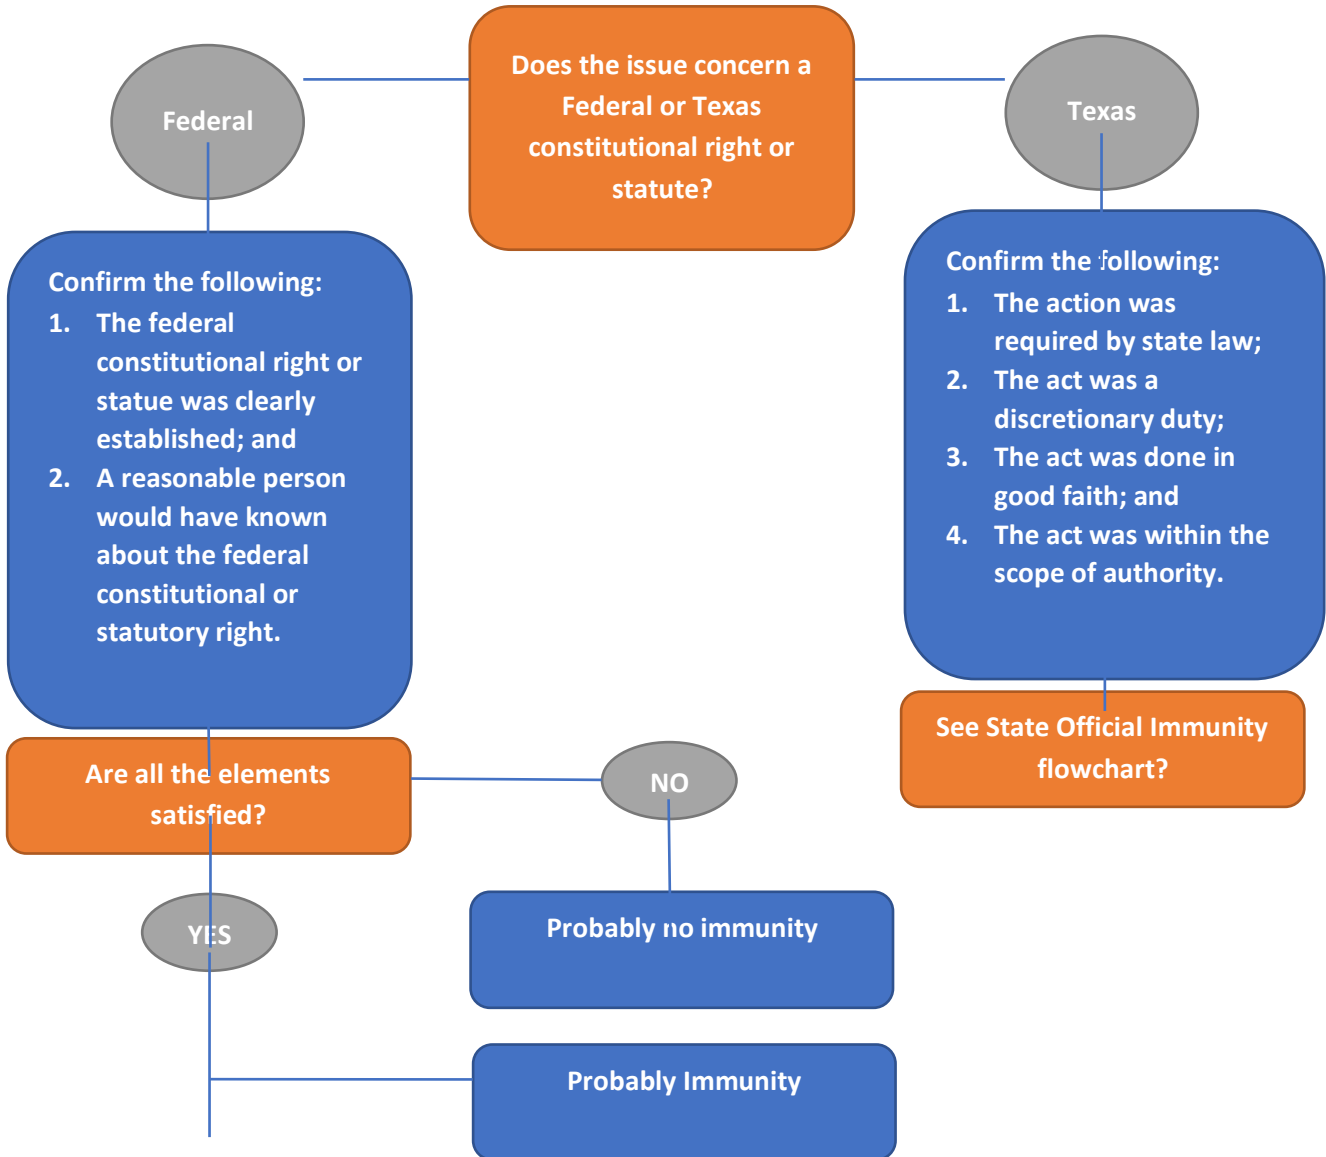 Does the issue concern a
Federal or Texas
constitutional right or
statute?
Federal
Texas
Confirm the following:
1. The federal
constitutional right or
statue was clearly
established; and
2. A reasonable person
would have known
about the federal
constitutional or
statutory right.
Confirm the following:
1. The action was
required by state law;
2. The act was a
discretionary duty;
3. The act was done in
good faith; and
4. The act was within the
scope of authority.
See State Official Immunity
flowchart?
Are all the elements
satisfied?
NO
YES
Probably no immunity
Probably Immunity